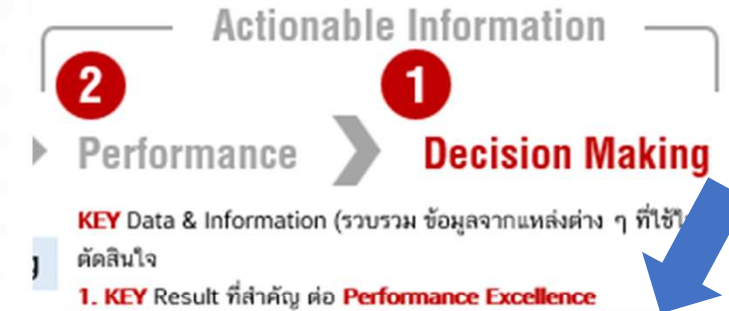 Actionable Information
2 1
Performance Decision Making
KEY Data & Information (รวบรวม ข้อมูลจากแหล่งต่าง ๆ ที่ใช้
ตัดสินใจ
1. KEY Result ที่สำคัญ ต่อ Performance Excellence